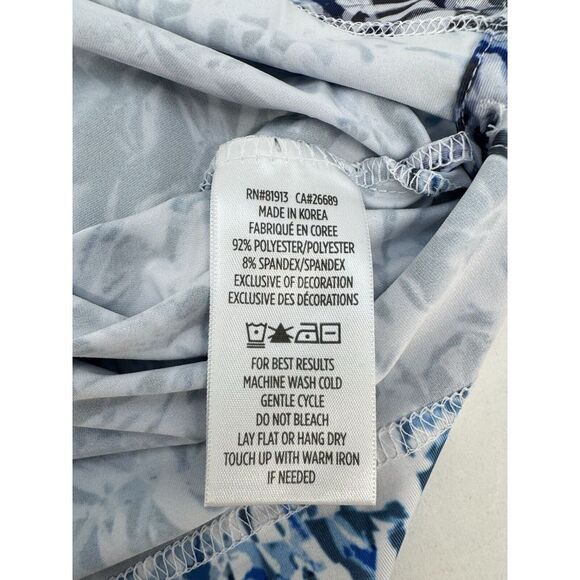 RN#81913 CA#26689
MADE IN KOREA
FABRIQUÉ EN COREE
92% POLYESTER/POLYESTER
8% SPANDEX/SPANDEX
EXCLUSIVE OF DECORATION
EXCLUSIVE DES DÉCORATIONS
FOR BEST RESULTS
MACHINE WASH COLD
GENTLE CYCLE
DO NOT BLEACH
LAY FLAT OR HANG DRY
TOUCH UP WITH WARM IRON
IF NEEDED